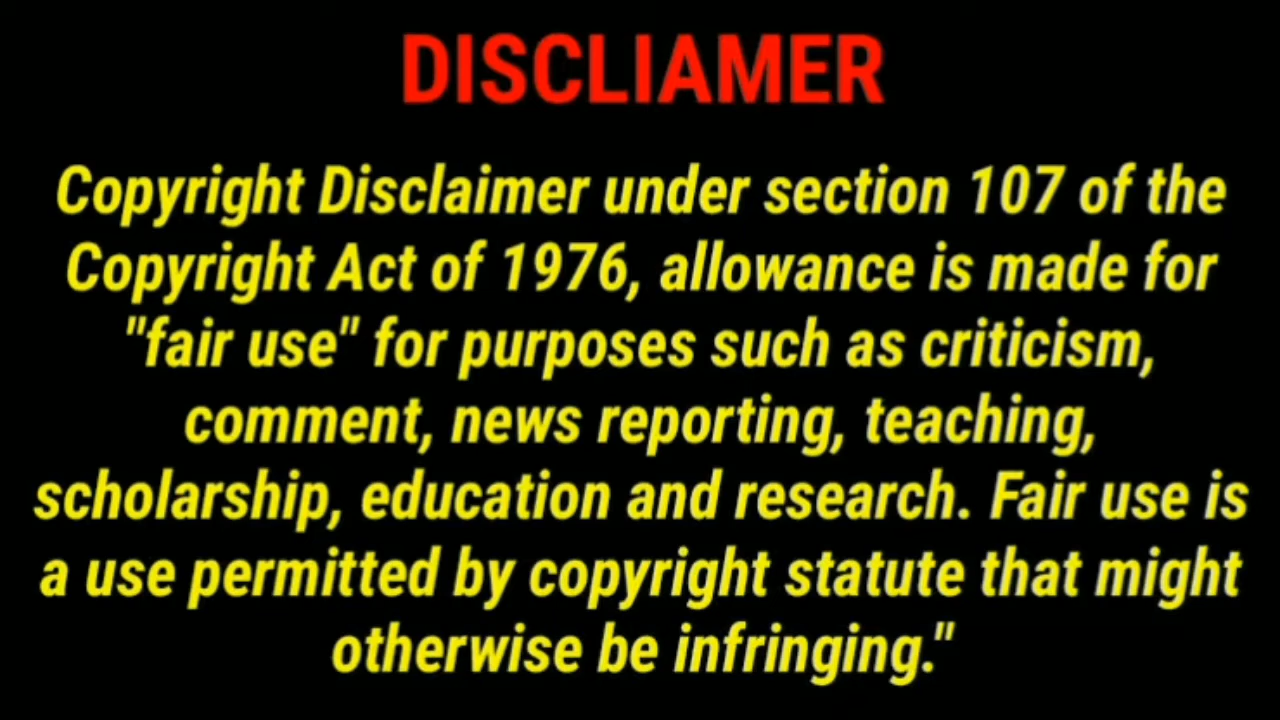 DISCLIAMER
Copyright Disclaimer under section 107 of the
Copyright Act of 1976, allowance is made for
"fair use" for purposes such as criticism,
comment, news reporting, teaching,
scholarship, education and research. Fair use is
a use permitted by copyright statute that might
otherwise be infringing."